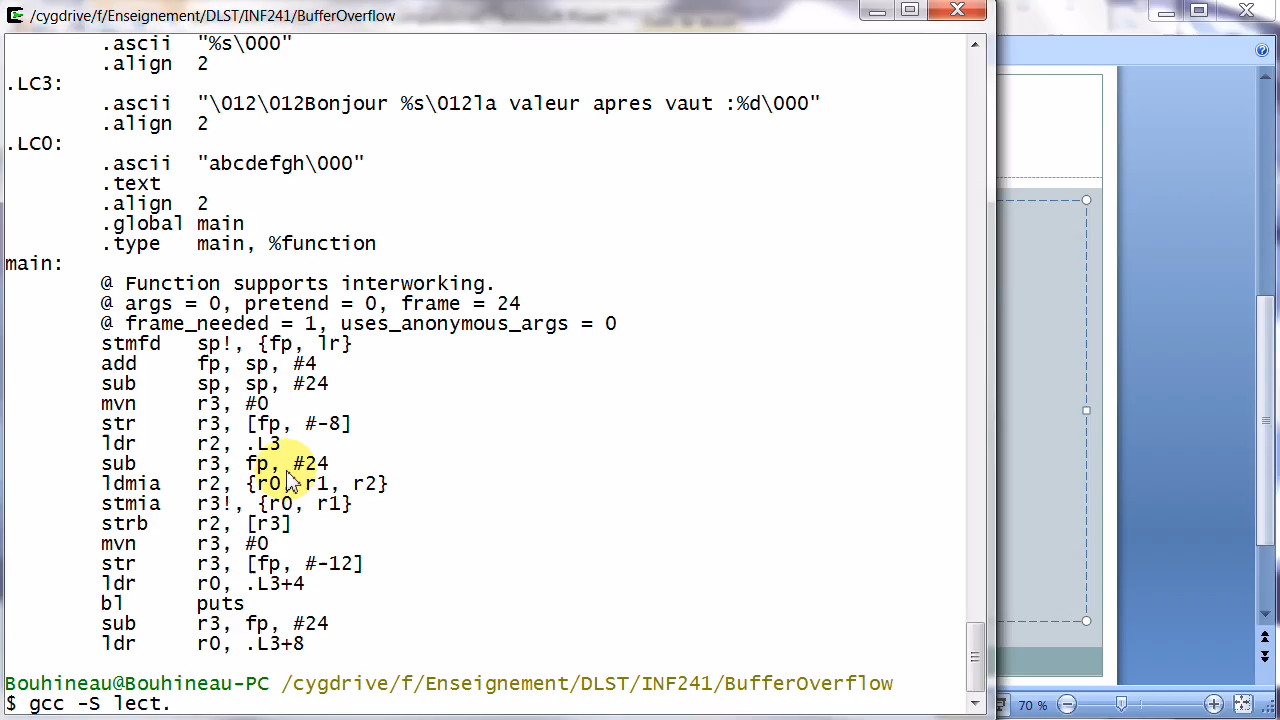 /cygdrive/f/Enseignement/DLST/INF241/BufferOverflow
.ascii "%s\000"
.align 2
.LC3:
.ascii "\012\012Bonjour %s\012la valeur apres vaut :%d\000"
.align 2
.LC0:
.ascii "abcdefgh\000"
.text
.align 2
.global main
.type main, %function
main:
@ Function supports interworking.
@ args = 0, pretend = 0, frame = 24
@ frame_needed = 1, uses_anonymous_args = 0
stmfd sp!, {fp, lr}
add fp, sp, #4
sub sp, sp, #24
mvn r3, #0
str r3, [fp, #-8]
ldr r2, .L3
sub r3, fp, #24
ldmia r2, {r0, r1, r2}
stmia r3!, {r0, r1}
strb r2, [r3]
mvn r3, #0
str r3, [fp, #-12]
ldr r0, .L3+4
bl puts
sub r3, fp, #24
ldr r0, .L3+8
Bouhineau@Bouhineau-PC /cygdrive/f/Enseignement/DLST/INF241/BufferOverflow
$ gcc -S lect.
70 %